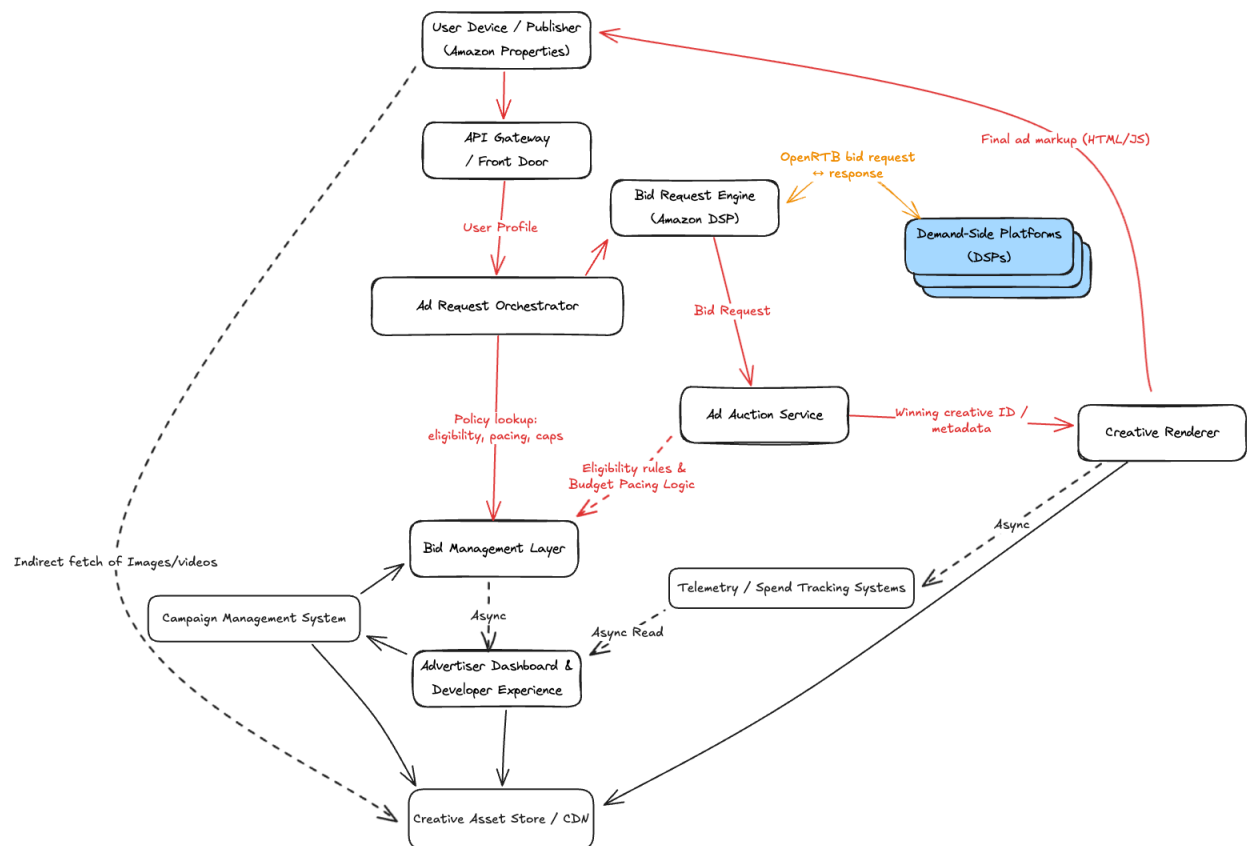 User Device / Publisher
(Amazon Properties)
API Gateway
/ Front Door
Final ad markup (HTML/JS)
OpenRTB bid request
↔ response
Bid Request Engine
(Amazon DSP)
User Profile
Demand-Side Platforms
(DSPs)
Ad Request Orchestrator
Bid Request
Policy lookup:
eligibility, pacing, caps
Ad Auction Service
Winning creative ID /
metadata
Creative Renderer
Eligibility rules &
Budget Pacing Logic
Async
Bid Management Layer
Indirect fetch of Images/videos
Telemetry / Spend Tracking Systems
Campaign Management System
Async
Async Read
Advertiser Dashboard &
Developer Experience
Creative Asset Store / CDN